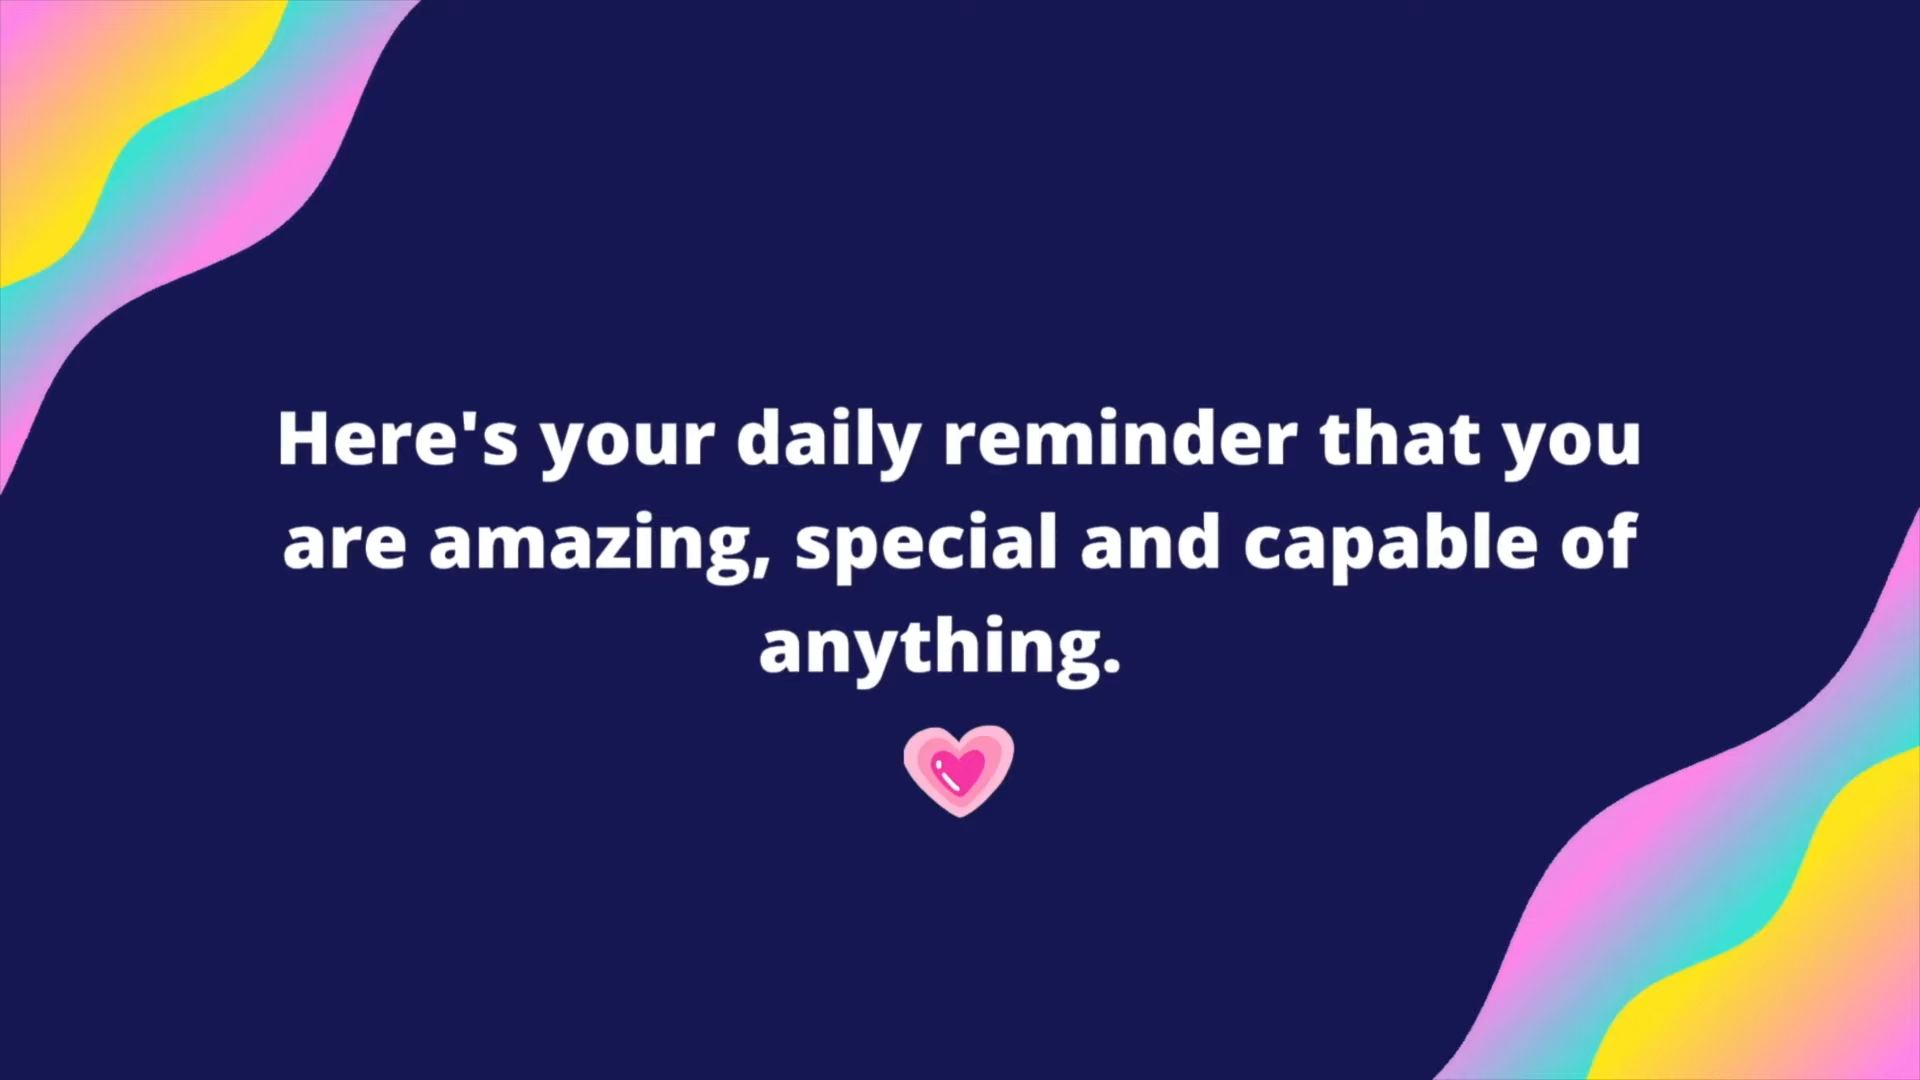 Here's your daily reminder that you
are amazing, special and capable of
anything.